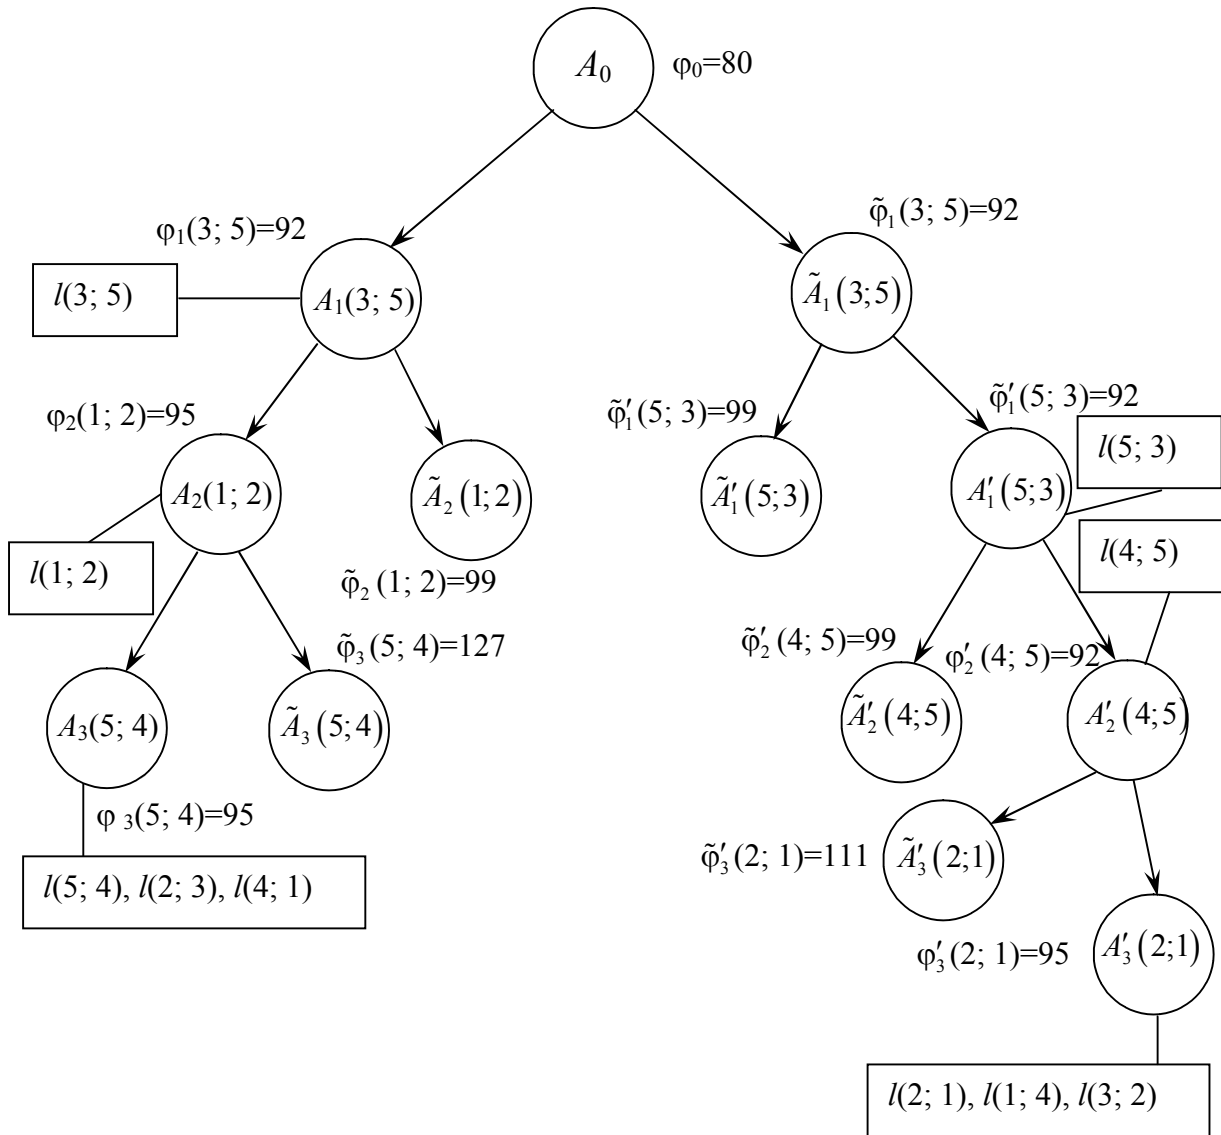 A₀
φ₀=80
φ₁(3; 5)=92
φ̃₁(3; 5)=92
l(3; 5)
A₁(3; 5)
Ã₁(3;5)
φ₂(1; 2)=95
φ̃′₁(5; 3)=99
φ̃′₁(5; 3)=92
l(5; 3)
A₂(1; 2)
Ã₂(1;2)
Ã′₁(5;3)
A′₁(5;3)
l(4; 5)
l(1; 2)
φ̃₂(1; 2)=99
φ̃₃(5; 4)=127
φ̃′₂(4; 5)=99
φ′₂(4; 5)=92
A₃(5; 4)
Ã₃(5;4)
Ã′₂(4;5)
A′₂(4;5)
φ ₃(5; 4)=95
φ̃′₃(2; 1)=111
Ã′₃(2;1)
l(5; 4), l(2; 3), l(4; 1)
φ′₃(2; 1)=95
A′₃(2;1)
l(2; 1), l(1; 4), l(3; 2)